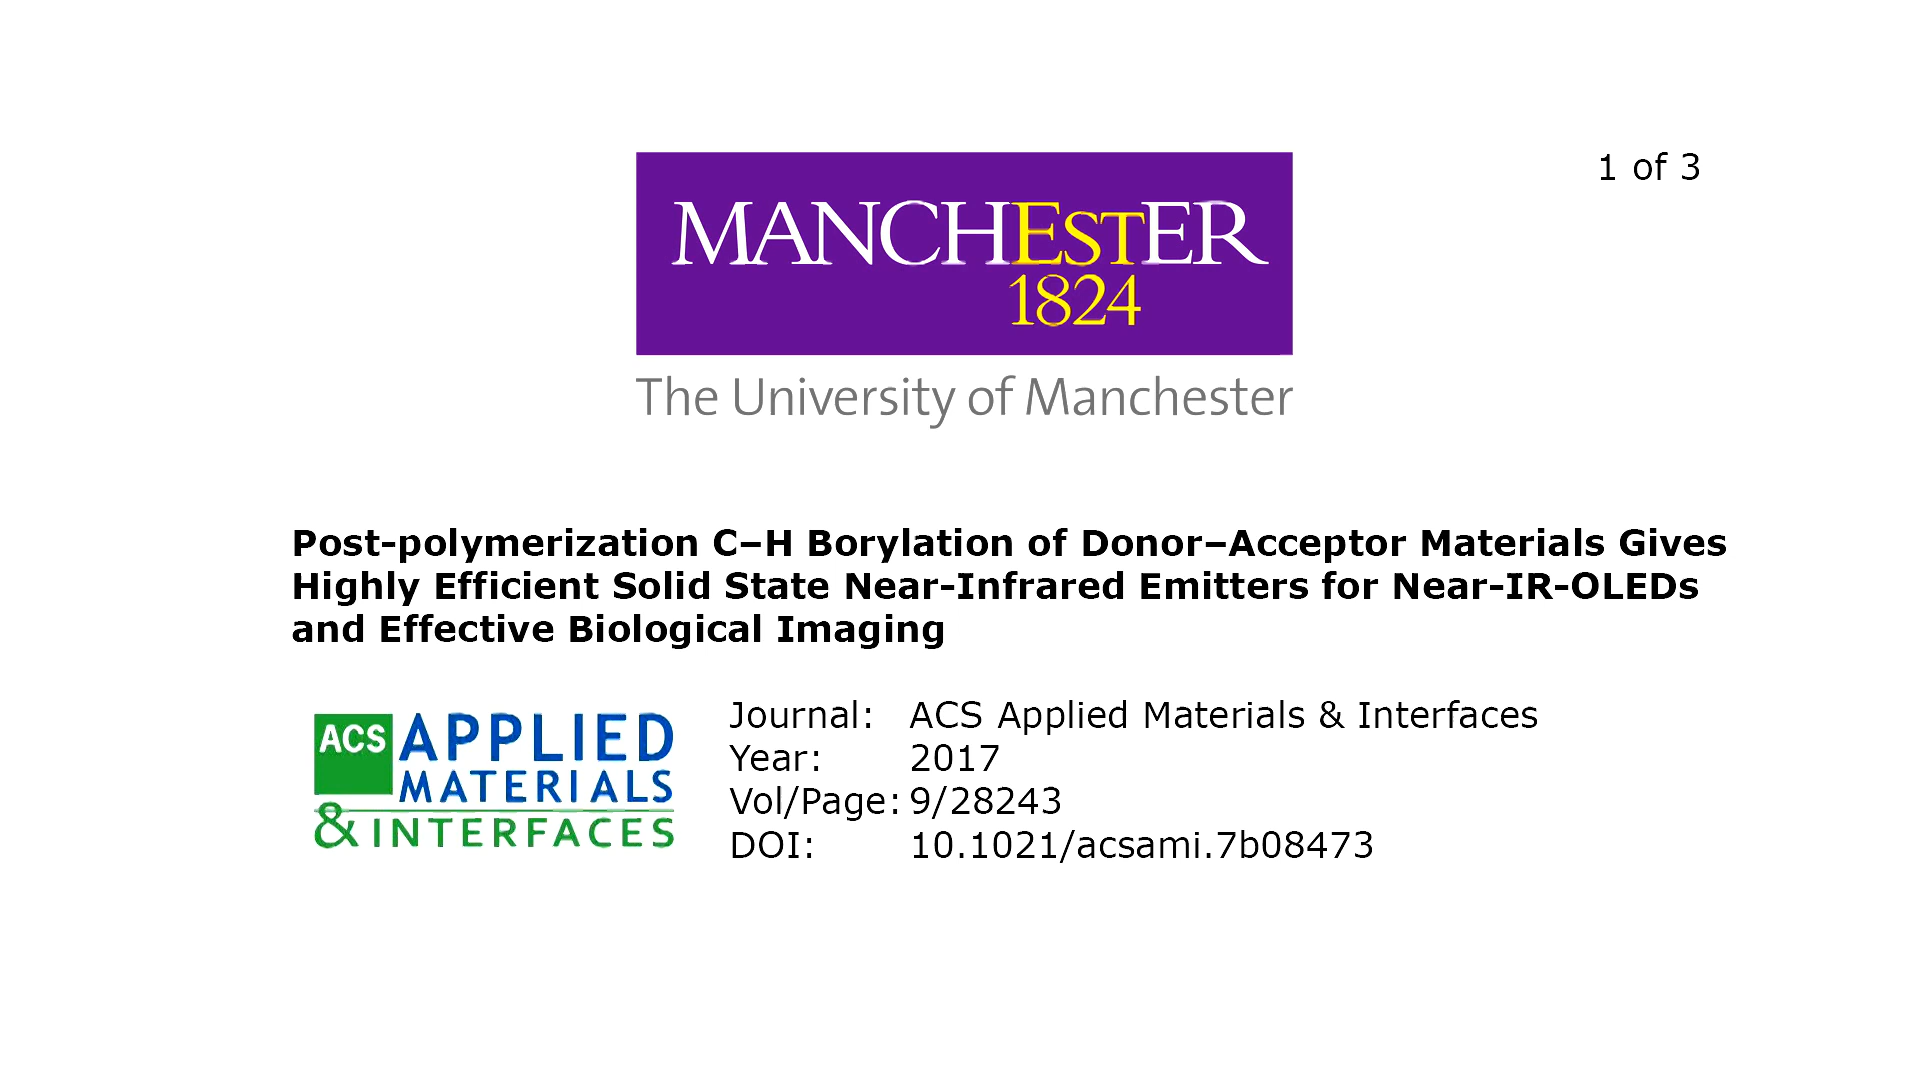 1 of 3
MANCHESTER
1824
The University of Manchester
Post-polymerization C–H Borylation of Donor–Acceptor Materials Gives
Highly Efficient Solid State Near-Infrared Emitters for Near-IR-OLEDs
and Effective Biological Imaging
ACS APPLIED
MATERIALS
& INTERFACES
Journal: ACS Applied Materials & Interfaces
Year: 2017
Vol/Page: 9/28243
DOI: 10.1021/acsami.7b08473